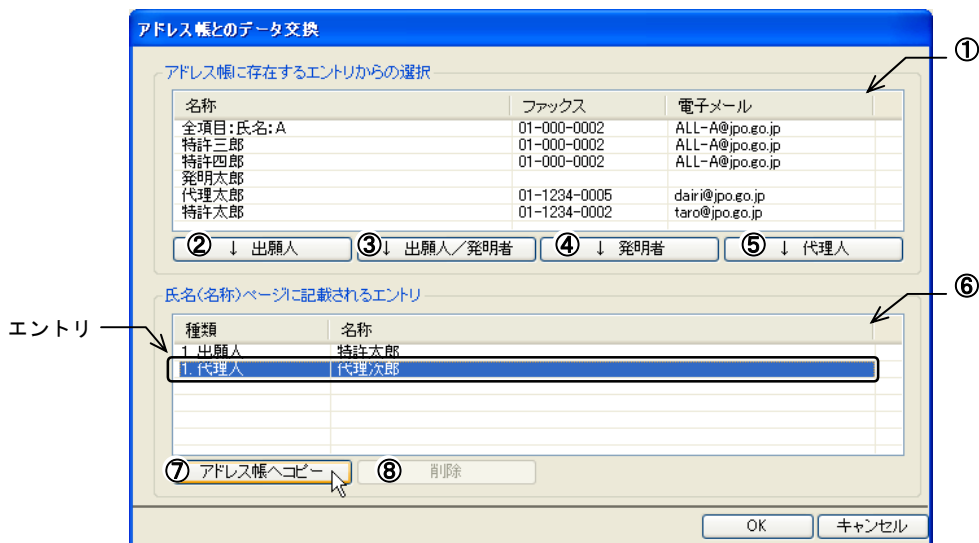 アドレス帳とのデータ交換
アドレス帳に存在するエントリからの選択
①
名称 ファックス 電子メール
全項目:氏名:A 01-000-0002 ALL-A@jpo.go.jp
特許三郎 01-000-0002 ALL-A@jpo.go.jp
特許四郎 01-000-0002 ALL-A@jpo.go.jp
発明太郎
代理太郎 01-1234-0005 dairi@jpo.go.jp
特許太郎 01-1234-0002 taro@jpo.go.jp
② ↓ 出願人 ③↓ 出願人/発明者 ④ ↓ 発明者 ⑤ ↓ 代理人
氏名(名称)ページに記載されるエントリ
⑥
エントリ
種類 名称
1. 出願人 特許太郎
1. 代理人 代理次郎
⑦ アドレス帳へコピー ⑧ 削除
OK キャンセル